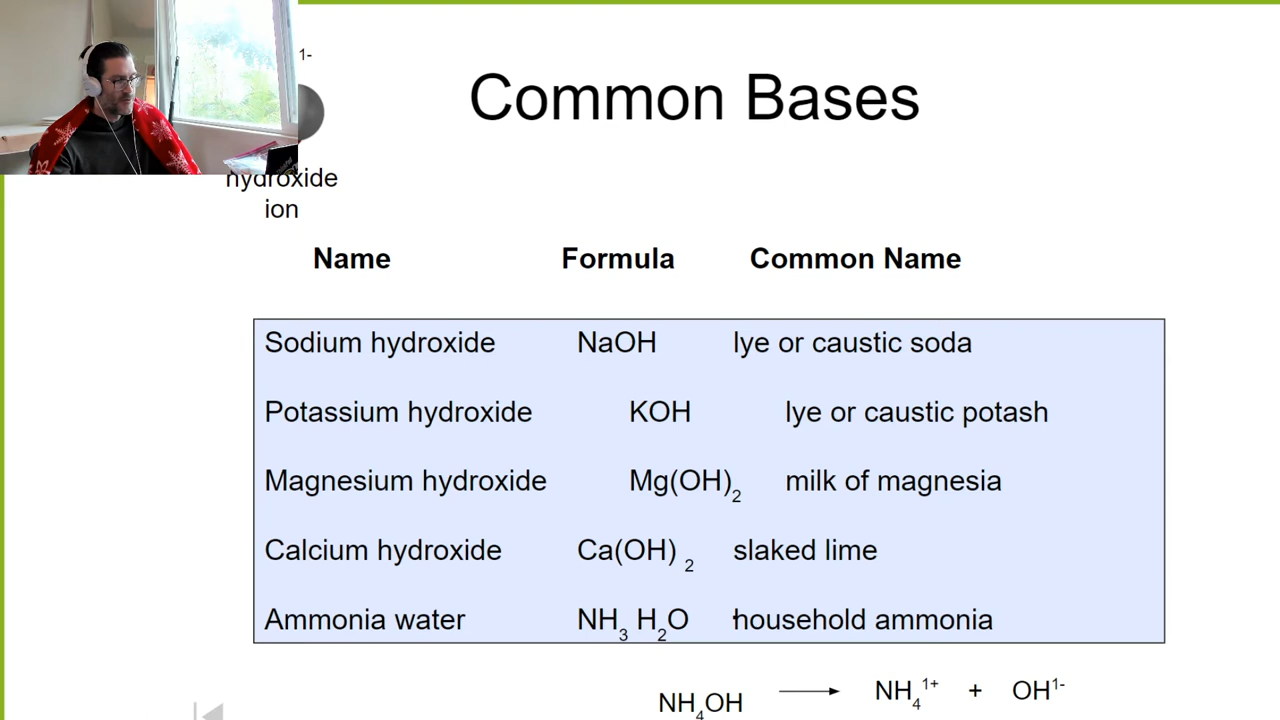 1-
Common Bases
hydroxide
ion
Name Formula Common Name
Sodium hydroxide NaOH lye or caustic soda
Potassium hydroxide KOH lye or caustic potash
Magnesium hydroxide Mg(OH)₂ milk of magnesia
Calcium hydroxide Ca(OH) ₂ slaked lime
Ammonia water NH₃ H₂O household ammonia
NH₄OH → NH₄¹⁺ + OH¹⁻